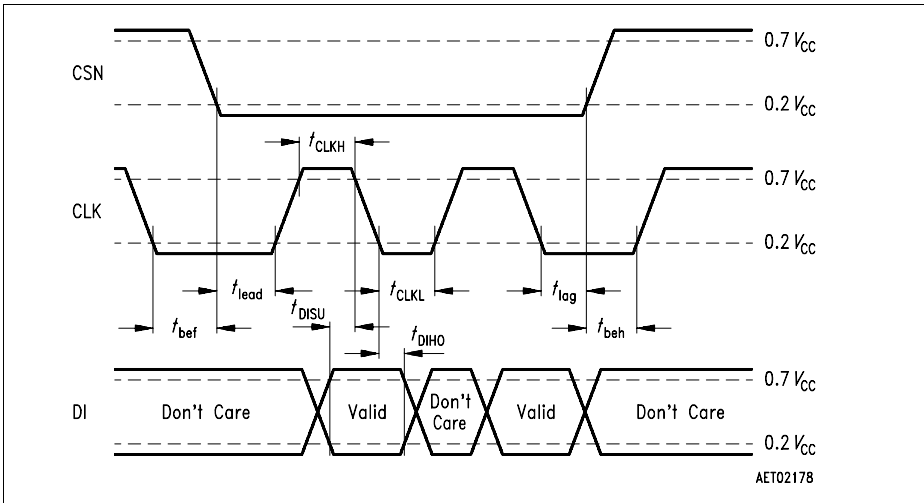 0.7 VCC
CSN
0.2 VCC
tCLKH
0.7 VCC
CLK
0.2 VCC
tlead
tCLKL
tlag
tbef
tDISU
tbeh
tDIHO
0.7 VCC
DI
Don't Care
Valid
Don't
Care
Valid
Don't Care
0.2 VCC
AET02178